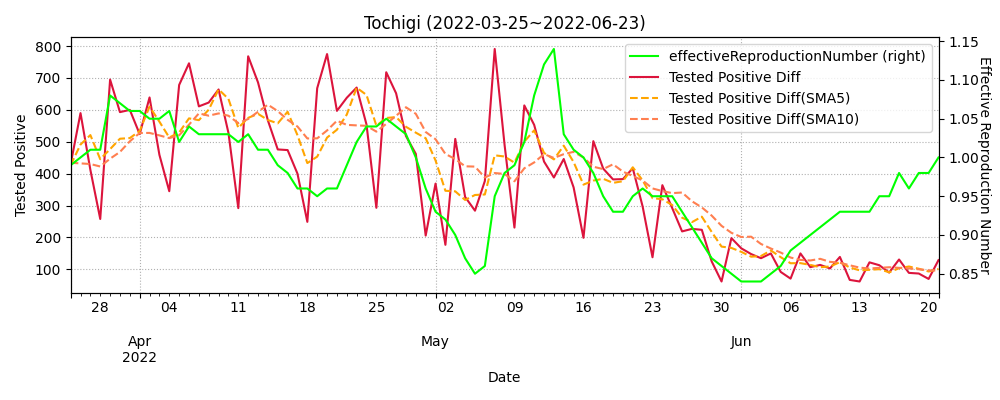 Tochigi (2022-03-25~2022-06-23)
effectiveReproductionNumber (right)
Tested Positive Diff
Tested Positive Diff(SMA5)
Tested Positive Diff(SMA10)
Tested Positive
800
700
600
500
400
300
200
100
1.15
1.10
1.05
1.00
0.95
0.90
0.85
Effective Reproduction Number
28 04 11 18 25 02 09 16 23 30 06 13 20
Apr May Jun
2022
Date